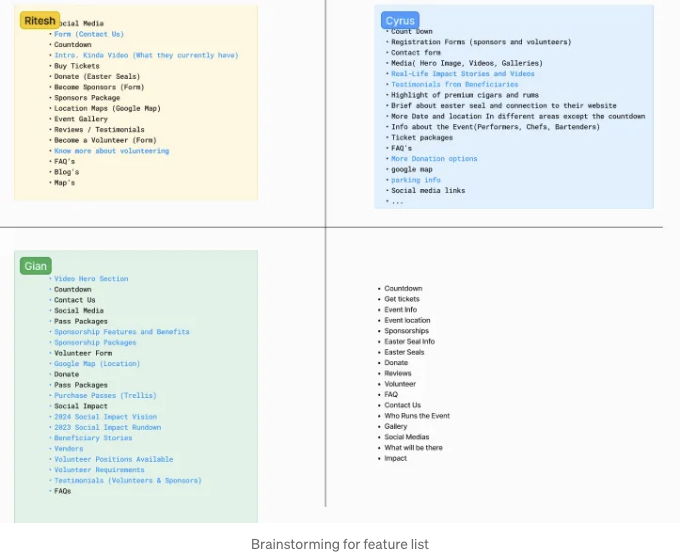 Ritesh
ocial Media
• Form (Contact Us)
• Countdown
• Intro. Kinda Video (What they currently have)
• Buy Tickets
• Donate (Easter Seals)
• Become Sponsors (Form)
• Sponsors Package
• Location Maps (Google Map)
• Event Gallery
• Reviews / Testimonials
• Become a Volunteer (Form)
• Know more about volunteering
• FAQ's
• Blog's
• Map's
Cyrus
• Count Down
• Registration Forms (sponsors and volunteers)
• Contact form
• Media( Hero Image, Videos, Galleries)
• Real-Life Impact Stories and Videos
• Testimonials from Beneficiaries
• Highlight of premium cigars and rums
• Brief about easter seal and connection to their website
• More Date and location In different areas except the countdown
• Info about the Event(Performers, Chefs, Bartenders)
• Ticket packages
• FAQ's
• More Donation options
• google map
• parking info
• Social media links
• ...
Gian
• Video Hero Section
• Countdown
• Contact Us
• Social Media
• Pass Packages
• Sponsorship Features and Benefits
• Sponsorship Packages
• Volunteer Form
• Google Map (Location)
• Donate
• Pass Packages
• Purchase Passes (Trellis)
• Social Impact
• 2024 Social Impact Vision
• 2023 Social Impact Rundown
• Beneficiary Stories
• Vendors
• Volunteer Positions Available
• Volunteer Requirements
• Testimonials (Volunteers & Sponsors)
• FAQs
• Countdown
• Get tickets
• Event Info
• Event location
• Sponsorships
• Easter Seal Info
• Easter Seals
• Donate
• Reviews
• Volunteer
• FAQ
• Contact Us
• Who Runs the Event
• Gallery
• Social Medias
• What will be there
• Impact
Brainstorming for feature list